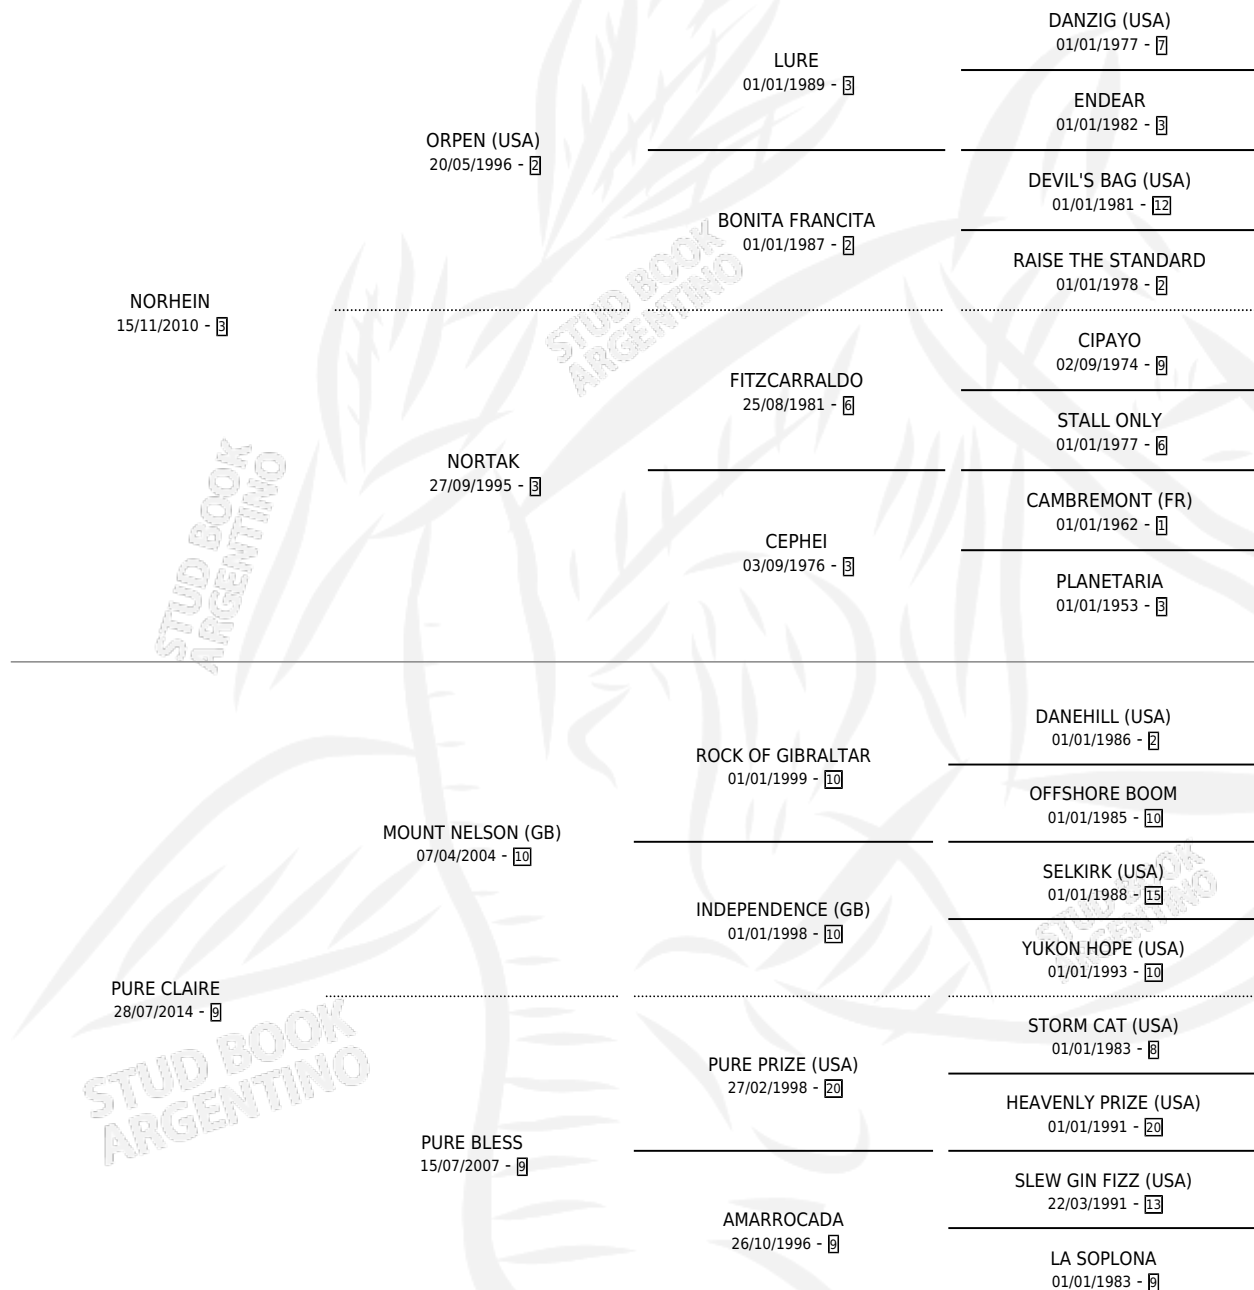 DANZIG (USA)
01/01/1977 - 7
LURE
01/01/1989 - 3
ENDEAR
01/01/1982 - 3
ORPEN (USA)
20/05/1996 - 2
DEVIL'S BAG (USA)
01/01/1981 - 12
BONITA FRANCITA
01/01/1987 - 2
RAISE THE STANDARD
01/01/1978 - 2
NORHEIN
15/11/2010 - 3
CIPAYO
02/09/1974 - 9
FITZCARRALDO
25/08/1981 - 6
STALL ONLY
01/01/1977 - 6
NORTAK
27/09/1995 - 3
CAMBREMONT (FR)
01/01/1962 - 1
CEPHEI
03/09/1976 - 3
PLANETARIA
01/01/1953 - 3
DANEHILL (USA)
01/01/1986 - 2
ROCK OF GIBRALTAR
01/01/1999 - 10
OFFSHORE BOOM
01/01/1985 - 10
MOUNT NELSON (GB)
07/04/2004 - 10
SELKIRK (USA)
01/01/1988 - 15
INDEPENDENCE (GB)
01/01/1998 - 10
YUKON HOPE (USA)
01/01/1993 - 10
PURE CLAIRE
28/07/2014 - 9
STORM CAT (USA)
01/01/1983 - 8
PURE PRIZE (USA)
27/02/1998 - 20
HEAVENLY PRIZE (USA)
01/01/1991 - 20
PURE BLESS
15/07/2007 - 9
SLEW GIN FIZZ (USA)
22/03/1991 - 13
AMARROCADA
26/10/1996 - 9
LA SOPLONA
01/01/1983 - 9
STUD BOOK
ARGENTINO
STUD BOOK
ARGENTINO
STUD BOOK
ARGENTINO
STUD BOOK
ARGENTINO